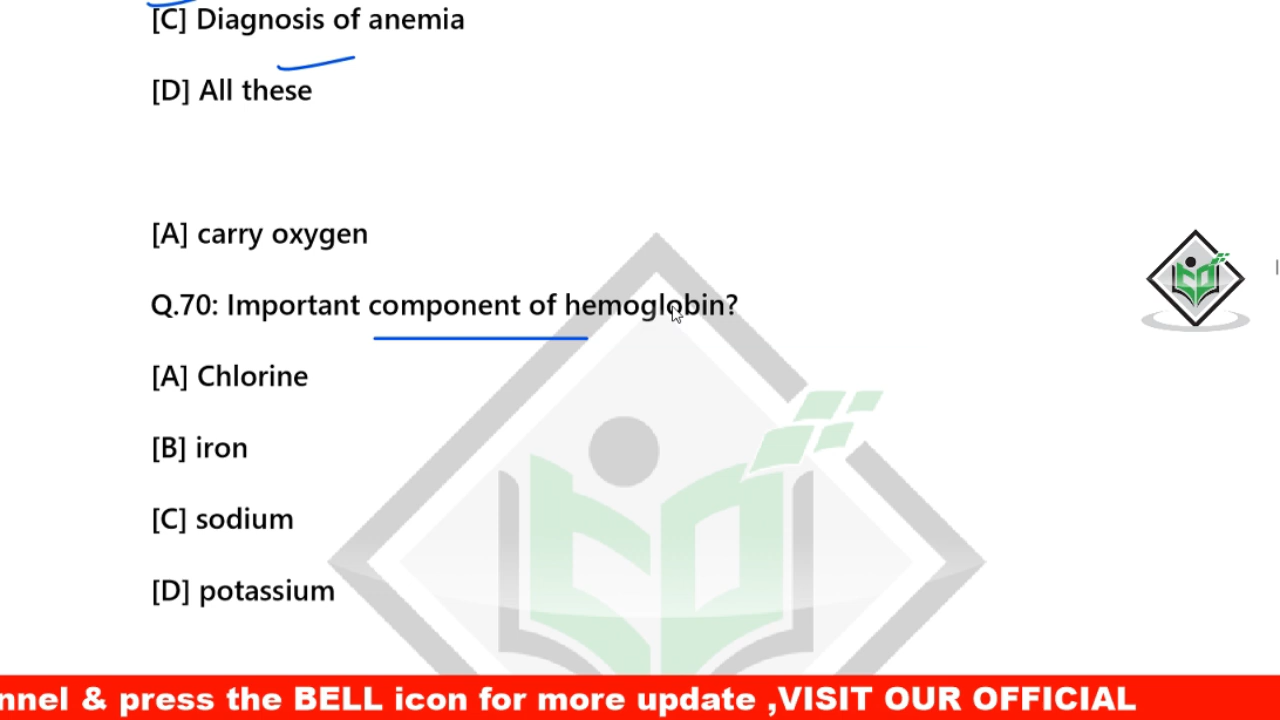 [C] Diagnosis of anemia
[D] All these
[A] carry oxygen
Q.70: Important component of hemoglobin?
[A] Chlorine
[B] iron
[C] sodium
[D] potassium
nnel & press the BELL icon for more update ,VISIT OUR OFFICIAL